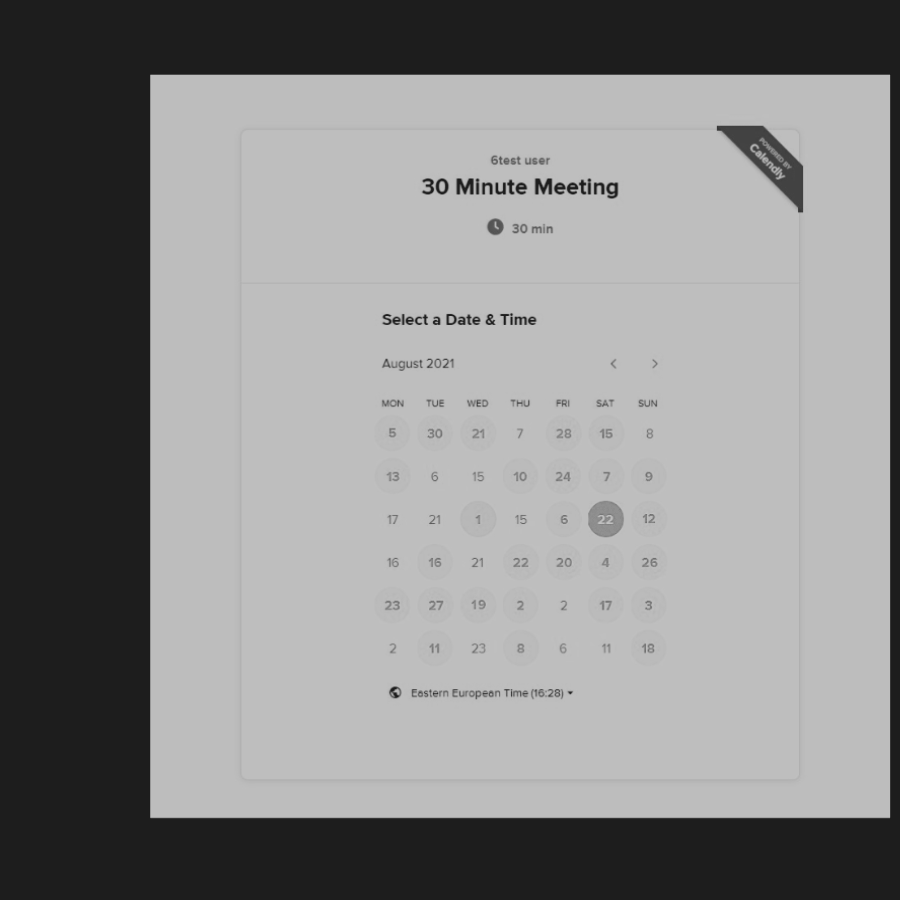 POWERED BY
Calendly
6test user
30 Minute Meeting
30 min
Select a Date & Time
August 2021
MON TUE WED THU FRI SAT SUN
5 30 21 7 28 15 8
13 6 15 10 24 7 9
17 21 1 15 6 22 12
16 16 21 22 20 4 26
23 27 19 2 2 17 3
2 11 23 8 6 11 18
Eastern European Time (16:28)